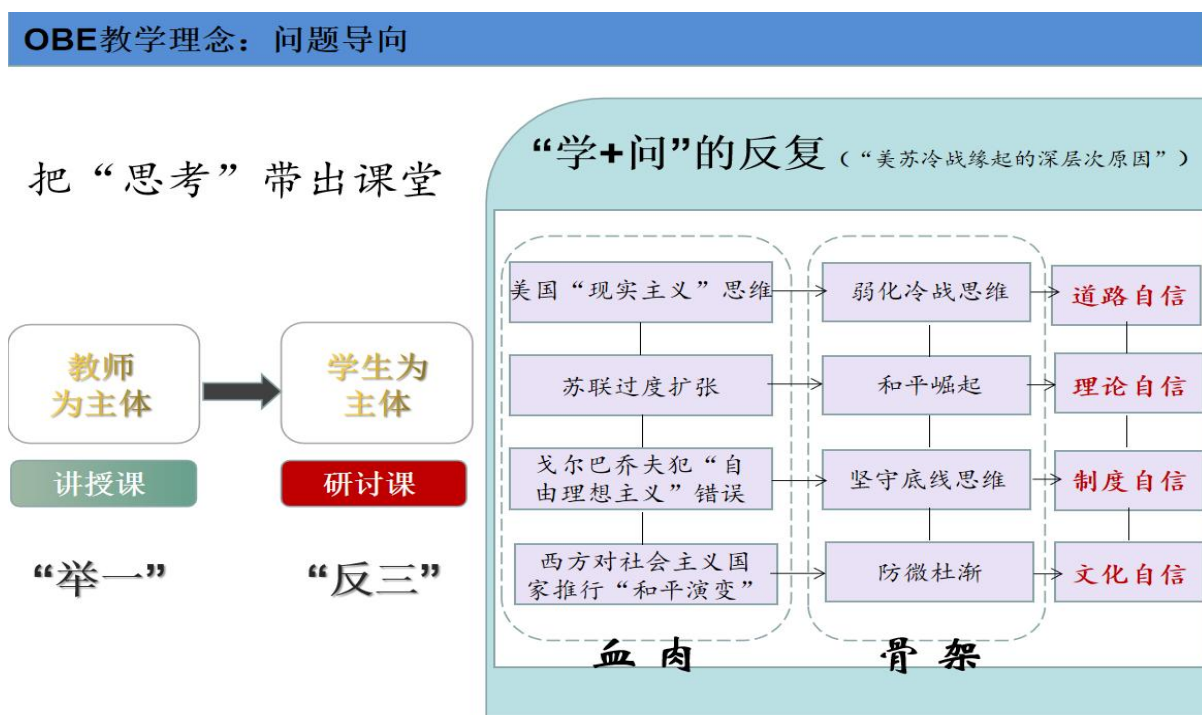 OBE教学理念：问题导向
把“思考”带出课堂
教师
为主体
学生为
主体
讲授课
研讨课
“举一”
“反三”
“学+问”的反复（“美苏冷战缘起的深层次原因”）
美国“现实主义”思维
弱化冷战思维
道路自信
苏联过度扩张
和平崛起
理论自信
戈尔巴乔夫犯“自
由理想主义”错误
坚守底线思维
制度自信
西方对社会主义国
家推行“和平演变”
防微杜渐
文化自信
血肉
骨架